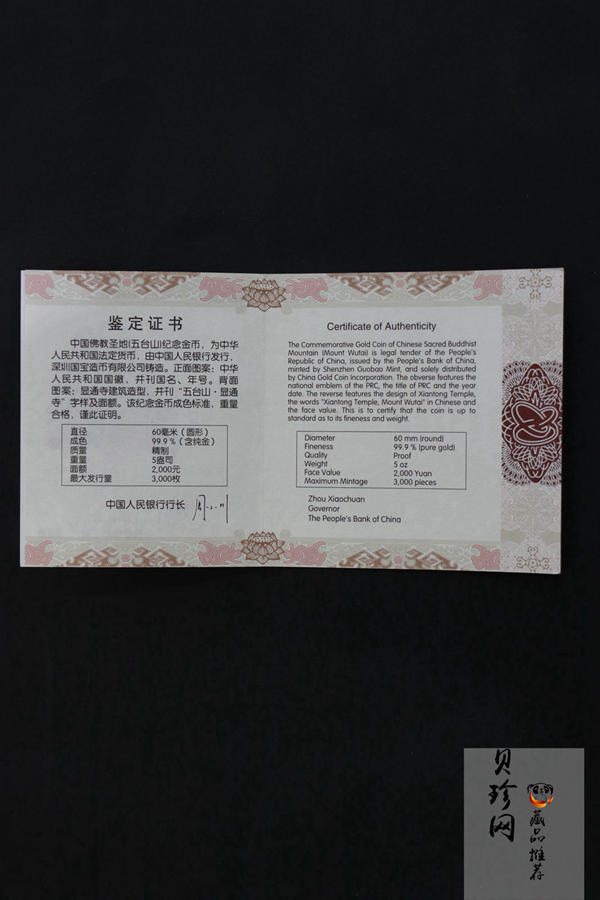 鉴定证书
中国佛教圣地(五台山)纪念金币，为中华
人民共和国法定货币，由中国人民银行发行，
深圳国宝造币有限公司铸造。正面图案：中华
人民共和国国徽，并刊国名、年号。背面
图案：显通寺建筑造型，并刊“五台山·显通
寺”字样及面额。该纪念金币成色标准，重量
合格，谨此证明。
直径 60毫米（圆形）
成色 99.9％（含纯金）
质量 精制
重量 5盎司
面额 2,000元
最大发行量 3,000枚
中国人民银行行长
Certificate of Authenticity
The Commemorative Gold Coin of Chinese Sacred Buddhist
Mountain (Mount Wutai) is legal tender of the People's
Republic of China, issued by the People's Bank of China,
minted by Shenzhen Guobao Mint, and solely distributed
by China Gold Coin Incorporation. The obverse features the
national emblem of the PRC, the title of PRC and the year
date. The reverse features the design of Xiantong Temple,
the words "Xiantong Temple, Mount Wutai" in Chinese and
the face value. This is to certify that the coin is up to
standard as to its fineness and weight.
Diameter 60 mm (round)
Fineness 99.9 % (pure gold)
Quality Proof
Weight 5 oz
Face Value 2,000 Yuan
Maximum Mintage 3,000 pieces
Zhou Xiaochuan
Governor
The People's Bank of China
贝珍网
藏品推荐